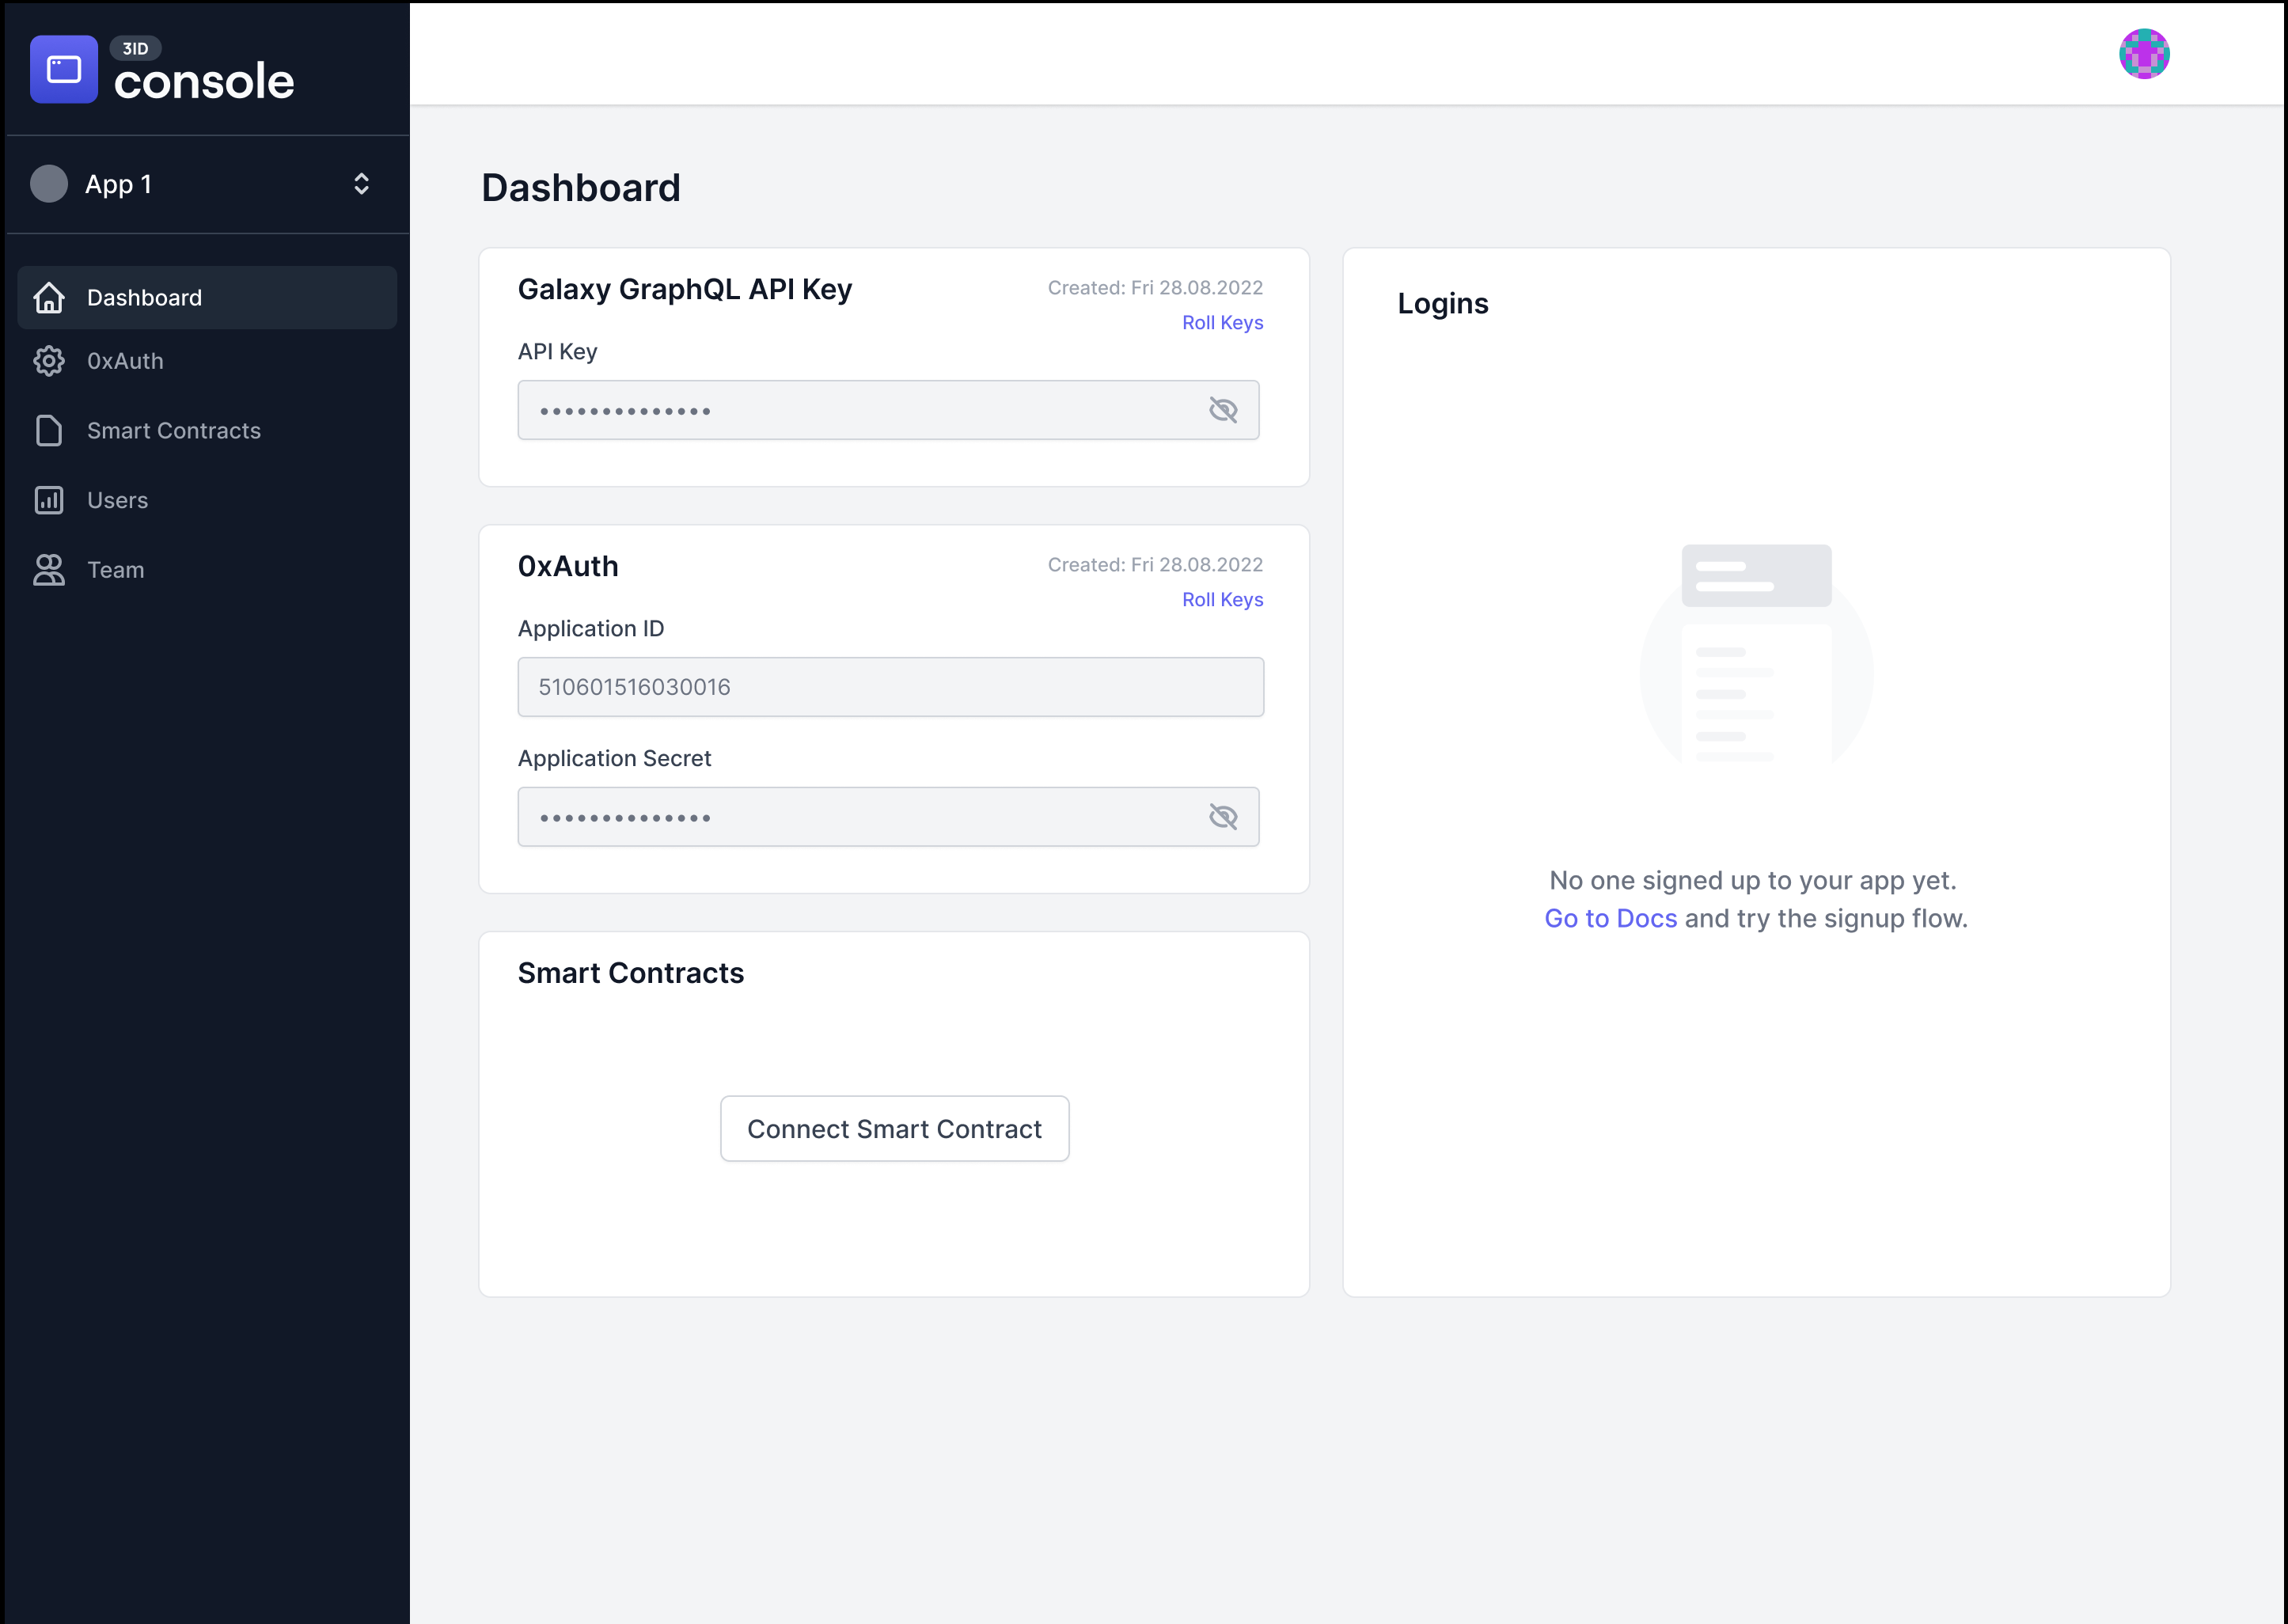 3ID
console
App 1
Dashboard
0xAuth
Smart Contracts
Users
Team
Dashboard
Galaxy GraphQL API Key
Created: Fri 28.08.2022
Roll Keys
API Key
••••••••••••••
0xAuth
Created: Fri 28.08.2022
Roll Keys
Application ID
510601516030016
Application Secret
••••••••••••••
Smart Contracts
Connect Smart Contract
Logins
No one signed up to your app yet.
Go to Docs and try the signup flow.